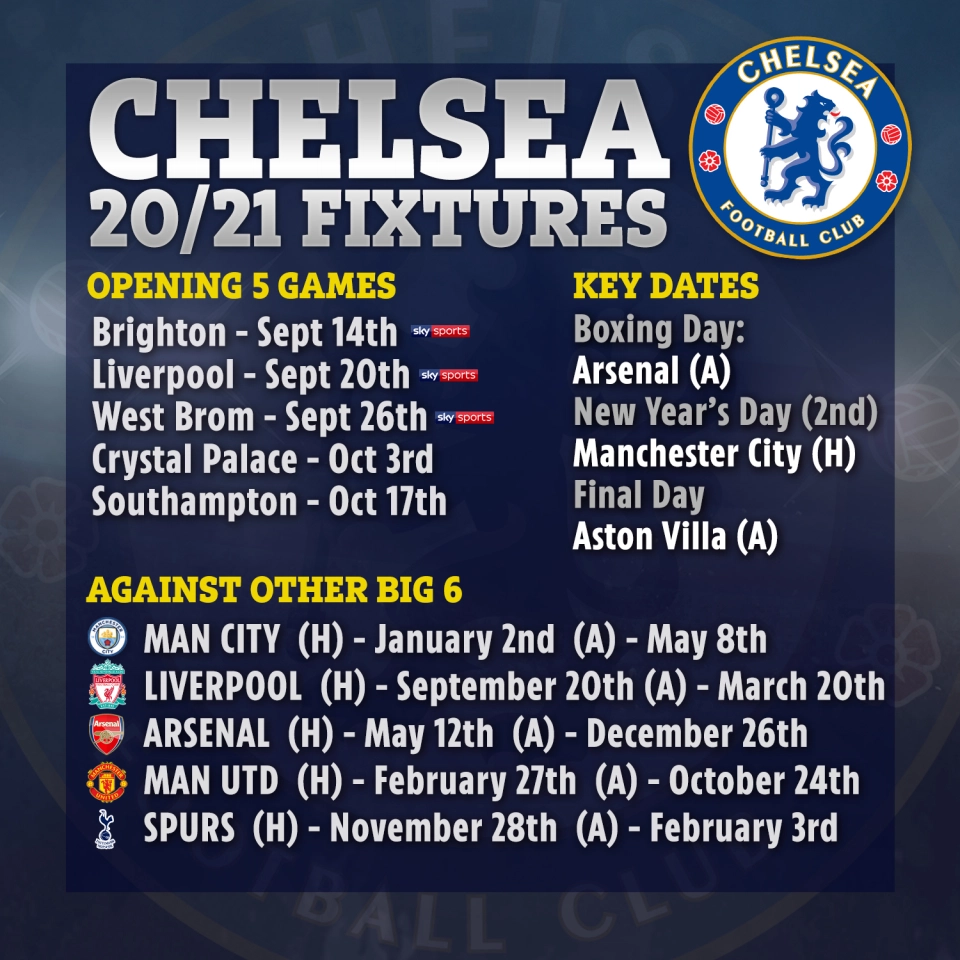 CHELSEA
20/21 FIXTURES
CHELSEA
FOOTBALL CLUB
OPENING 5 GAMES
Brighton - Sept 14th sky sports
Liverpool - Sept 20th sky sports
West Brom - Sept 26th sky sports
Crystal Palace - Oct 3rd
Southampton - Oct 17th
KEY DATES
Boxing Day:
Arsenal (A)
New Year’s Day (2nd)
Manchester City (H)
Final Day
Aston Villa (A)
AGAINST OTHER BIG 6
MAN CITY (H) - January 2nd (A) - May 8th
LIVERPOOL (H) - September 20th (A) - March 20th
Arsenal
ARSENAL (H) - May 12th (A) - December 26th
MAN UTD (H) - February 27th (A) - October 24th
SPURS (H) - November 28th (A) - February 3rd